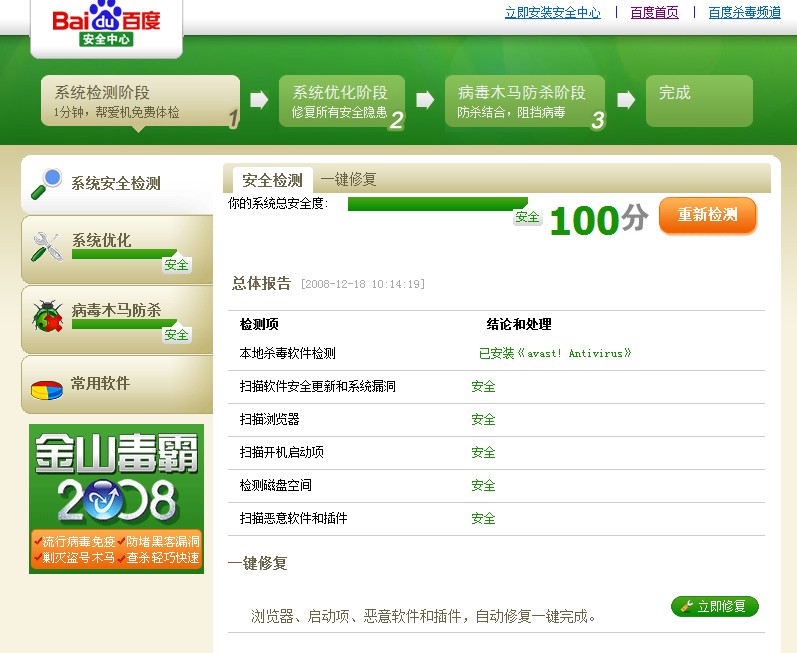 Bai du 百度
安全中心
立即安装安全中心 | 百度首页 | 百度杀毒频道
系统检测阶段
1分钟，帮爱机免费体检
1
系统优化阶段
修复所有安全隐患
2
病毒木马防杀阶段
防杀结合，阻挡病毒
3
完成
系统安全检测
系统优化
安全
病毒木马防杀
安全
常用软件
金山毒霸
2008
流行病毒免疫 防堵黑客漏洞
剿灭盗号木马 查杀轻巧快速
安全检测 一键修复
你的系统总安全度：
安全
100分
重新检测
总体报告 [2008-12-18 10:14:19]
检测项 结论和处理
本地杀毒软件检测 已安装《avast! Antivirus》
扫描软件安全更新和系统漏洞 安全
扫描浏览器 安全
扫描开机启动项 安全
检测磁盘空间 安全
扫描恶意软件和插件 安全
一键修复
浏览器、启动项、恶意软件和插件，自动修复一键完成。
立即修复